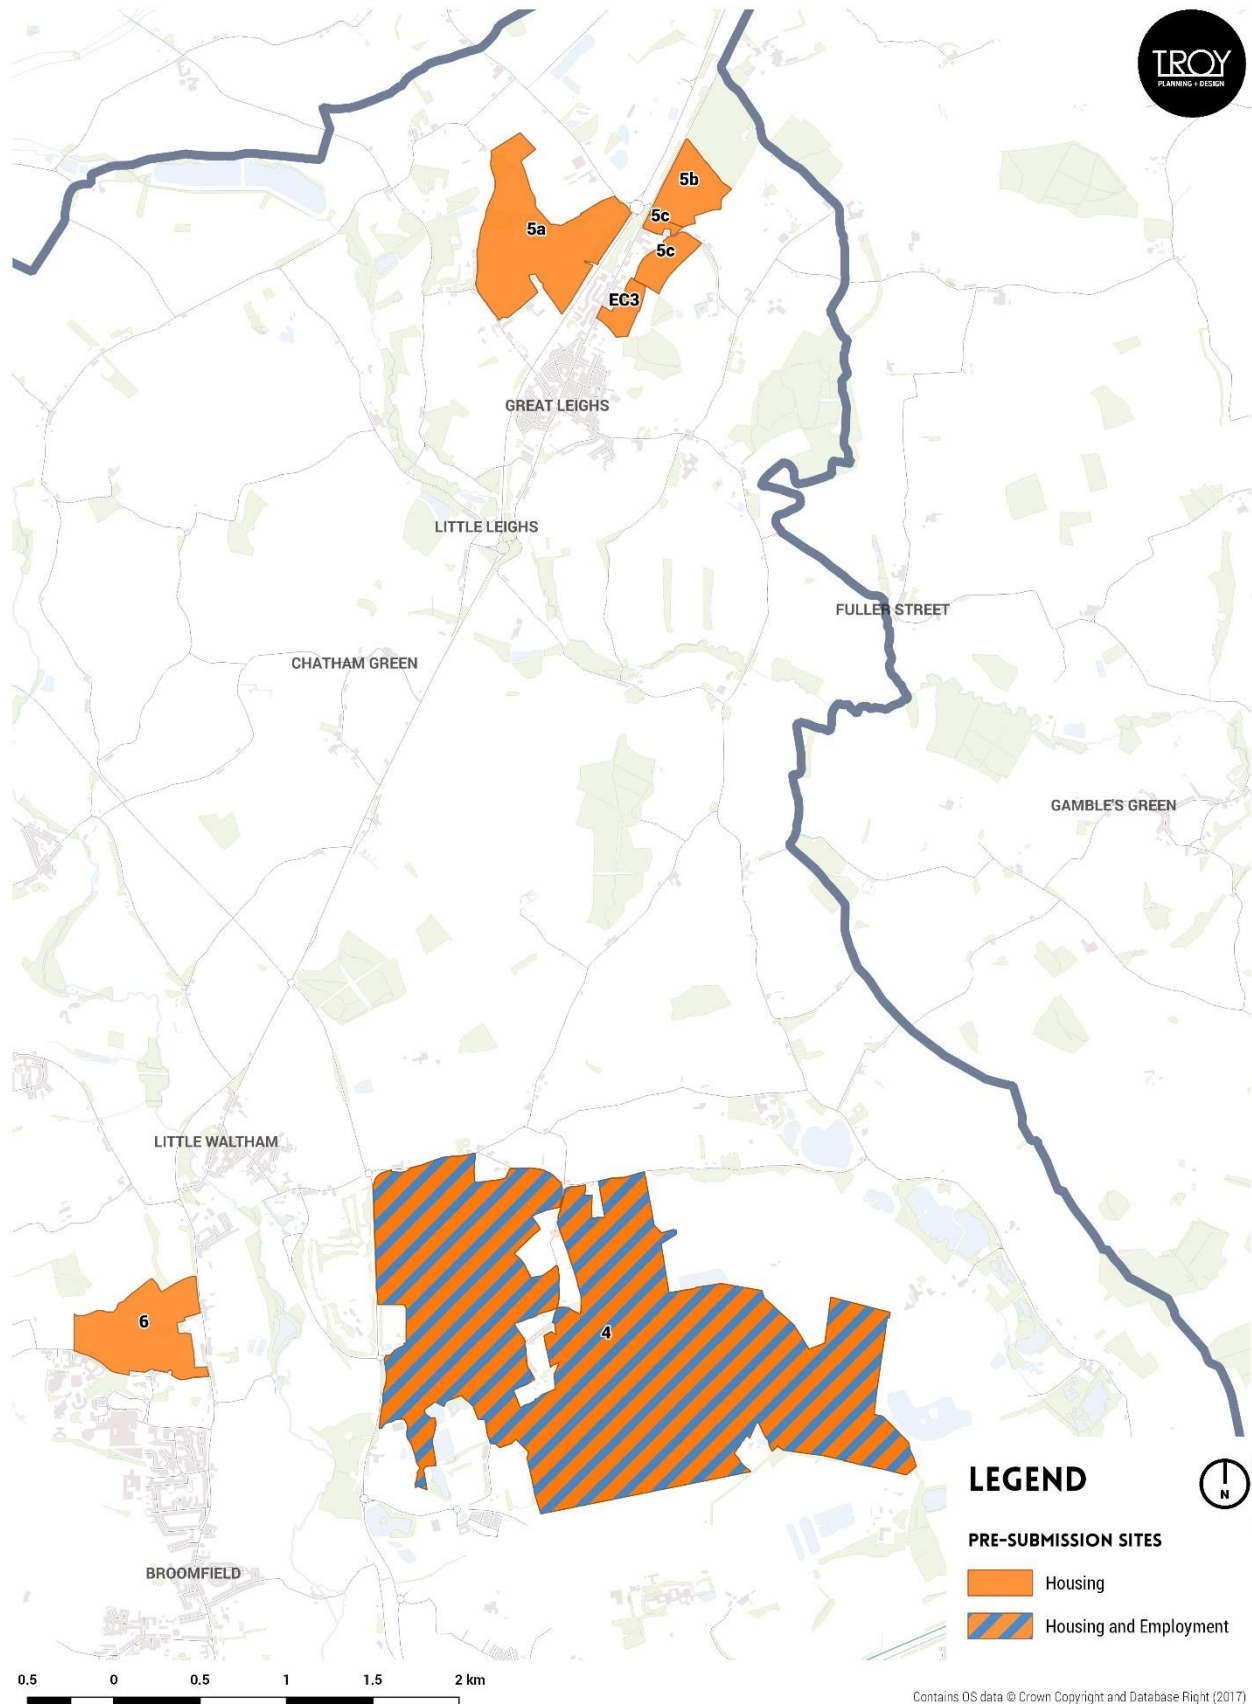 TROY
PLANNING + DESIGN
5b
5c
5a
5c
EC3
GREAT LEIGHS
LITTLE LEIGHS
FULLER STREET
CHATHAM GREEN
GAMBLE'S GREEN
LITTLE WALTHAM
6
4
BROOMFIELD
LEGEND
N
PRE-SUBMISSION SITES
Housing
Housing and Employment
0.5 0 0.5 1 1.5 2 km
Contains OS data © Crown Copyright and Database Right (2017)